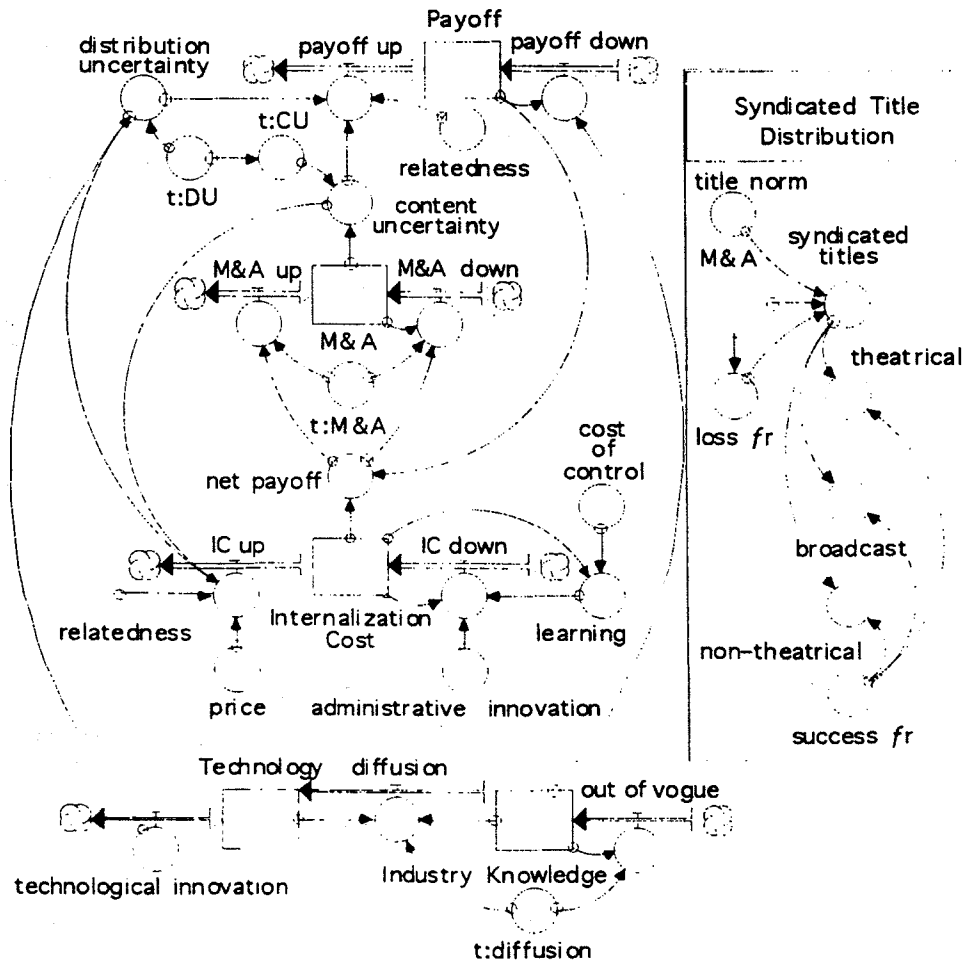 Payoff
distribution
uncertainty
payoff up
payoff down
t:CU
relatedness
t:DU
content
uncertainty
M&A up
M&A down
M&A
t:M&A
net payoff
cost
of
control
IC up
IC down
relatedness
Internalization
Cost
learning
price
administrative innovation
Technology diffusion
out of vogue
technological innovation
Industry Knowledge
t:diffusion
Syndicated Title
Distribution
title norm
M&A
syndicated
titles
theatrical
loss fr
broadcast
non-theatrical
success fr